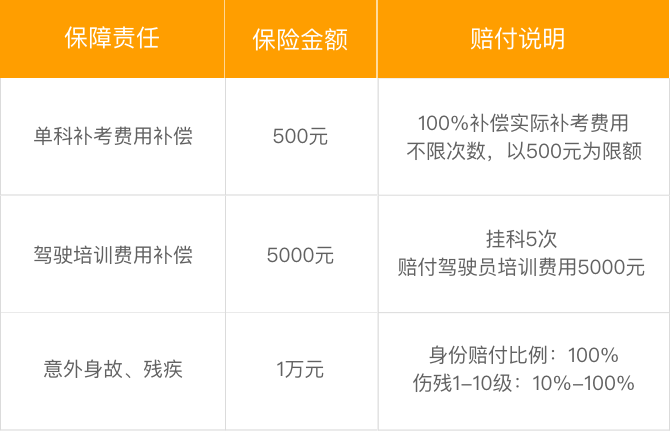 保障责任
保险金额
赔付说明
单科补考费用补偿
500元
100%补偿实际补考费用
不限次数，以500元为限额
驾驶培训费用补偿
5000元
挂科5次
赔付驾驶员培训费用5000元
意外身故、残疾
1万元
身份赔付比例：100%
伤残1-10级：10%-100%